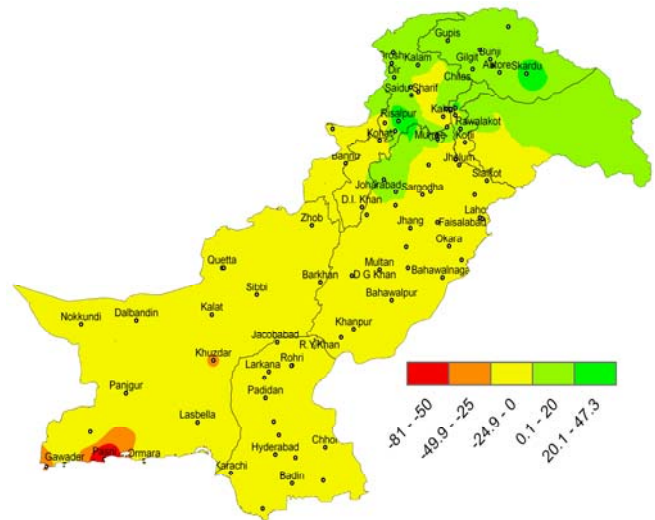 Gupis
Bunji
Gilgit
Kalam
Dir
Astore
Skardu
Chilas
Saidu Sharif
Risalpur
Rawalakot
Kohat
Kotli
Bannu
Jhelum
Sialkot
Joharabad
Sargodha
D.I. Khan
Zhob
Jhang
Faisalabad
Okara
Quetta
Multan
Sibbi
Barkhan
D G Khan
Bahawalnaga
Bahawalpur
Nokkundi
Dalbandin
Kalat
Khanpur
Jacobabad
R.Y.Khan
Khuzdar
Larkana
Rohri
Panjgur
Padidan
Lasbella
Hyderabad
Chhor
Gawader
Ormara
Karachi
Badin
-81 - -50
-49.9 - -25
-24.9 - 0
0.1 - 20
20.1 - 47.3